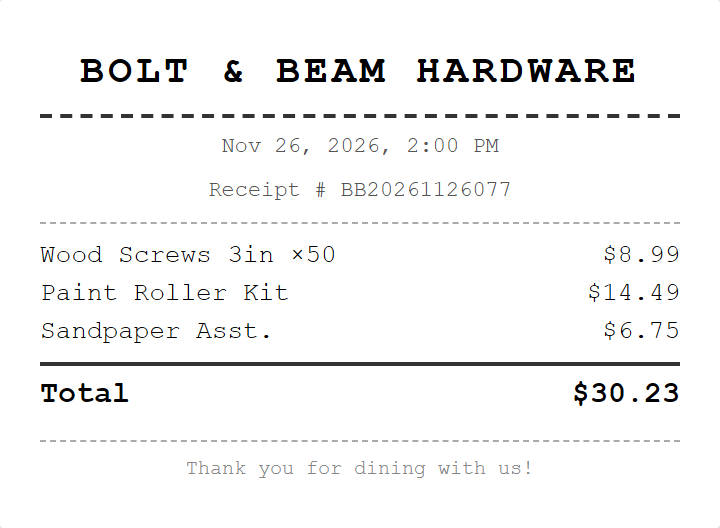 BOLT & BEAM HARDWARE
Nov 26, 2026, 2:00 PM
Receipt # BB20261126077
Wood Screws 3in ×50 $8.99
Paint Roller Kit $14.49
Sandpaper Asst. $6.75
Total $30.23
Thank you for dining with us!